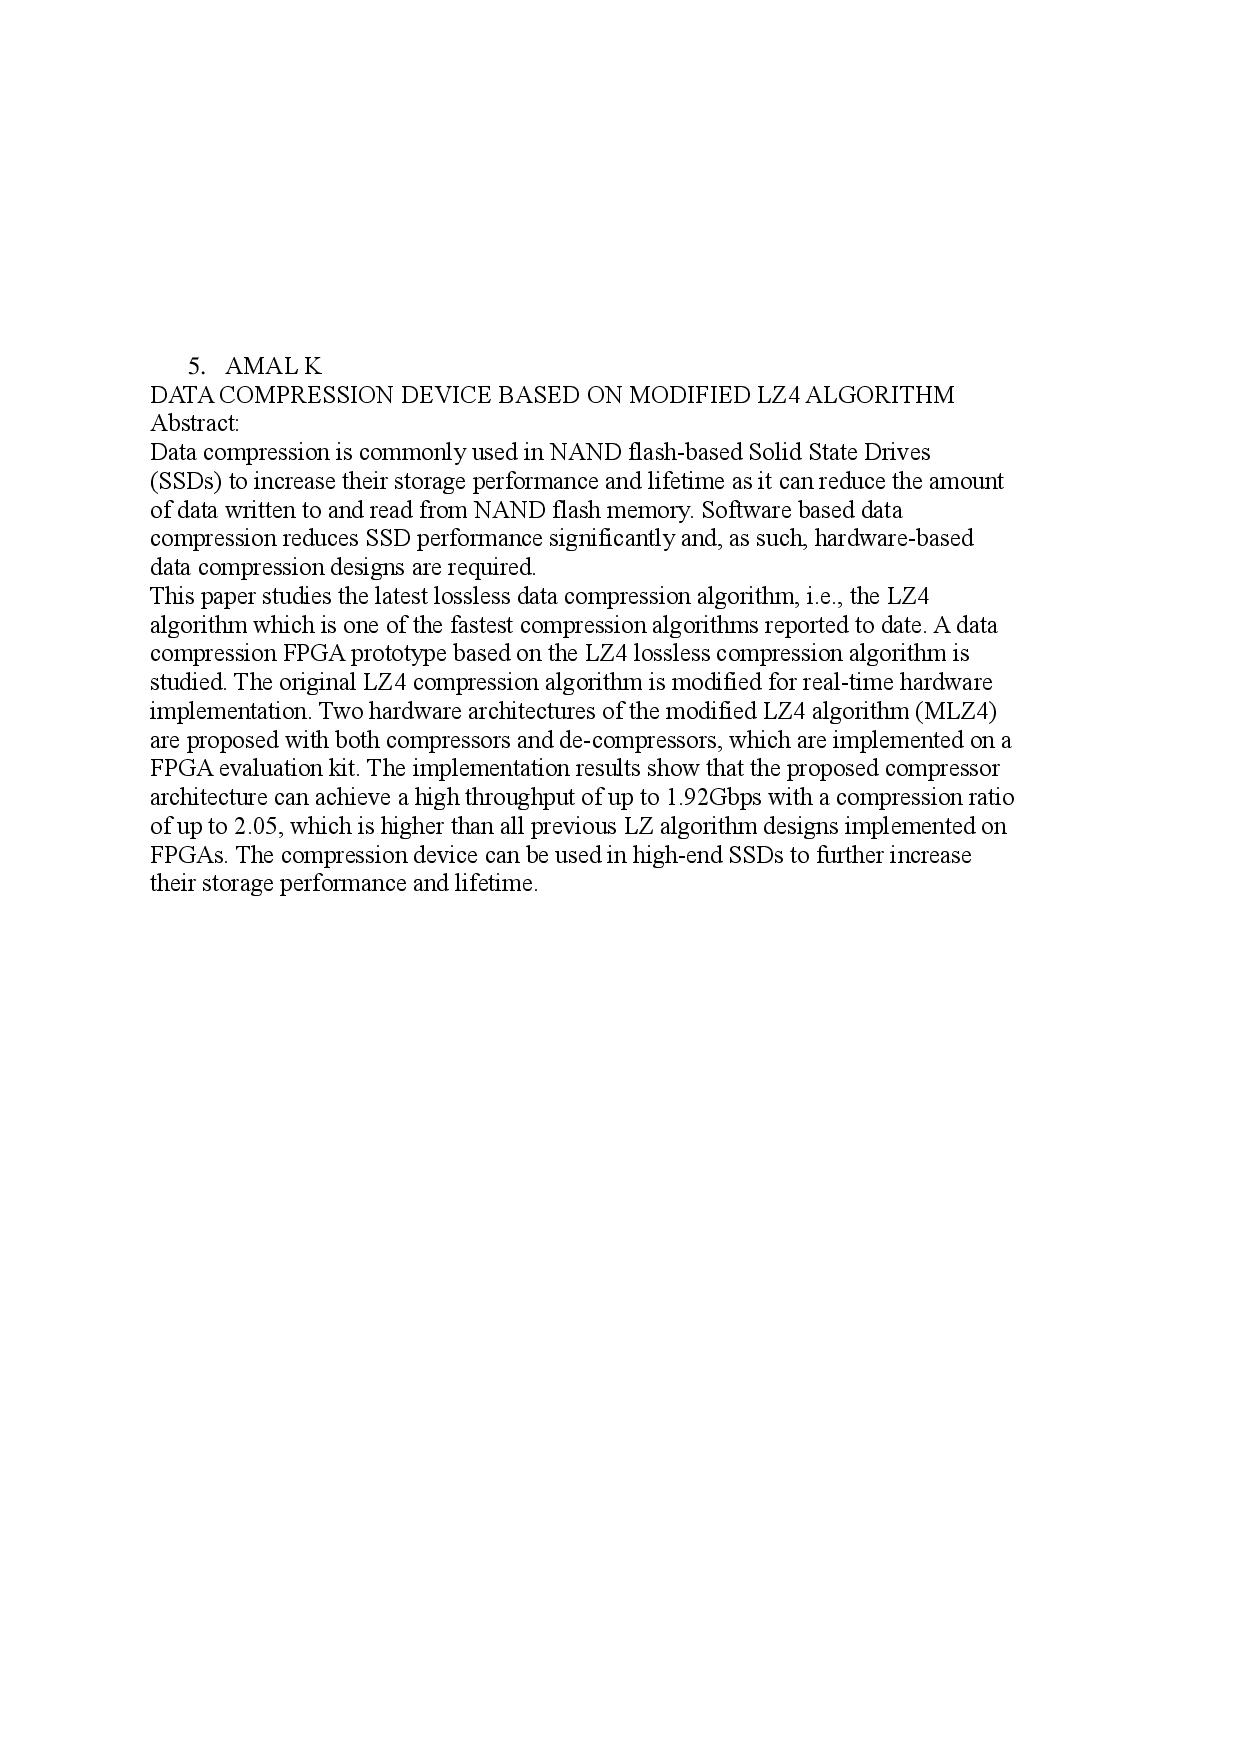 5. AMAL K
DATA COMPRESSION DEVICE BASED ON MODIFIED LZ4 ALGORITHM
Abstract:
Data compression is commonly used in NAND flash-based Solid State Drives
(SSDs) to increase their storage performance and lifetime as it can reduce the amount
of data written to and read from NAND flash memory. Software based data
compression reduces SSD performance significantly and, as such, hardware-based
data compression designs are required.
This paper studies the latest lossless data compression algorithm, i.e., the LZ4
algorithm which is one of the fastest compression algorithms reported to date. A data
compression FPGA prototype based on the LZ4 lossless compression algorithm is
studied. The original LZ4 compression algorithm is modified for real-time hardware
implementation. Two hardware architectures of the modified LZ4 algorithm (MLZ4)
are proposed with both compressors and de-compressors, which are implemented on a
FPGA evaluation kit. The implementation results show that the proposed compressor
architecture can achieve a high throughput of up to 1.92Gbps with a compression ratio
of up to 2.05, which is higher than all previous LZ algorithm designs implemented on
FPGAs. The compression device can be used in high-end SSDs to further increase
their storage performance and lifetime.